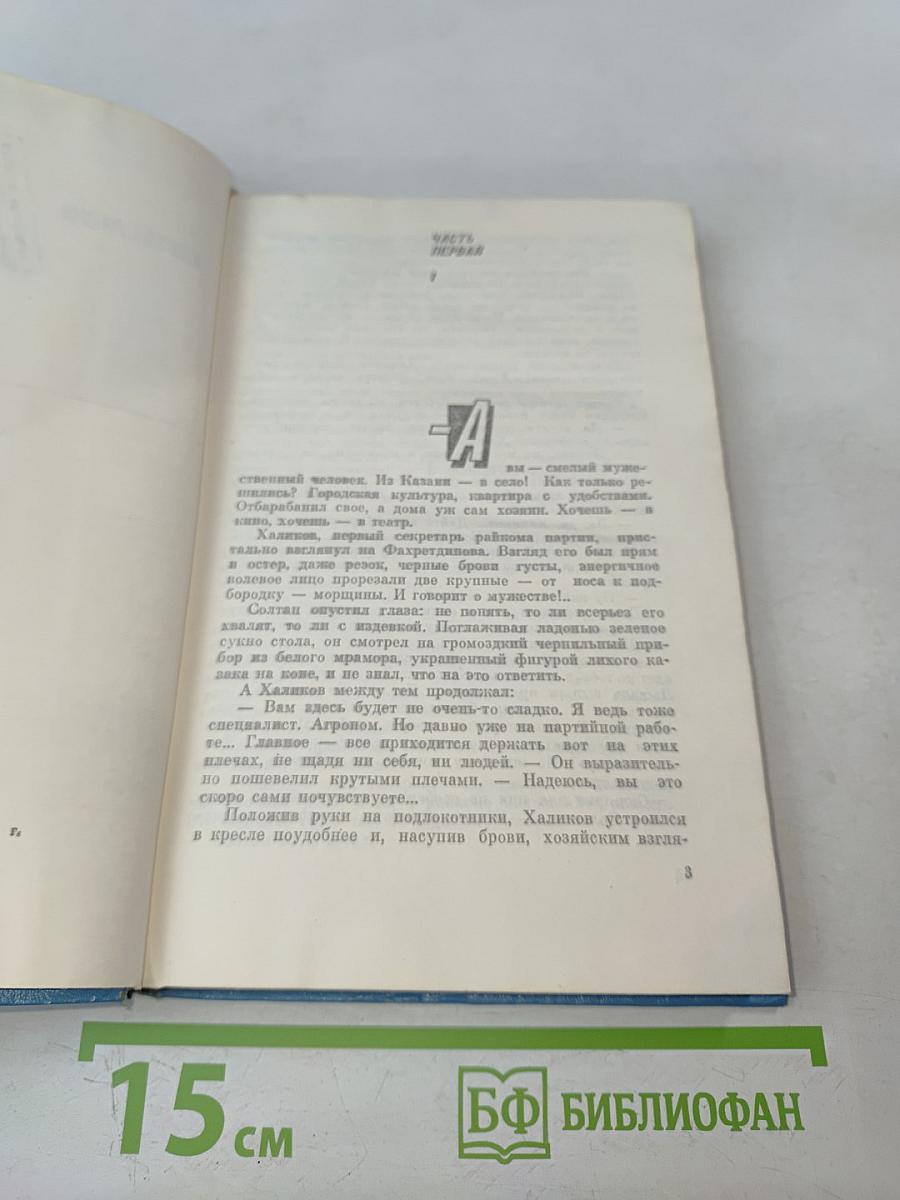 ЧАСТЬ
ПЕРВАЯ
1
–А
вы — смелый муже-
ственный человек. Из Казани — в село! Как только ре-
шились? Городская культура, квартира с удобствами.
Отбарабанил свое, а дома уж сам хозяин. Хочешь — в
кино, хочешь — в театр.
Халиков, первый секретарь райкома партии, прис-
тально взглянул на Фахретдинова. Взгляд его был прям
и остер, даже резок, черные брови густы, энергичное
волевое лицо прорезали две крупные — от носа к под-
бородку — морщины. И говорит о мужестве!..
Солтан опустил глаза: не понять, то ли всерьез его
хвалят, то ли с издевкой. Поглаживая ладонью зеленое
сукно стола, он смотрел на громоздкий чернильный при-
бор из белого мрамора, украшенный фигурой лихого ка-
зака на коне, и не знал, что на это ответить.
А Халиков между тем продолжал:
— Вам здесь будет не очень-то сладко. Я ведь тоже
специалист. Агроном. Но давно уже на партийной рабо-
те... Главное — все приходится держать вот на этих
плечах, не щадя ни себя, ни людей. — Он выразитель-
но пошевелил крутыми плечами. — Надеюсь, вы это
скоро сами почувствуете...
Положив руки на подлокотники, Халиков устроился
в кресле поудобнее и, насупив брови, хозяйским взгля-
3
г.
15 см
БФ БИБЛИОФАН